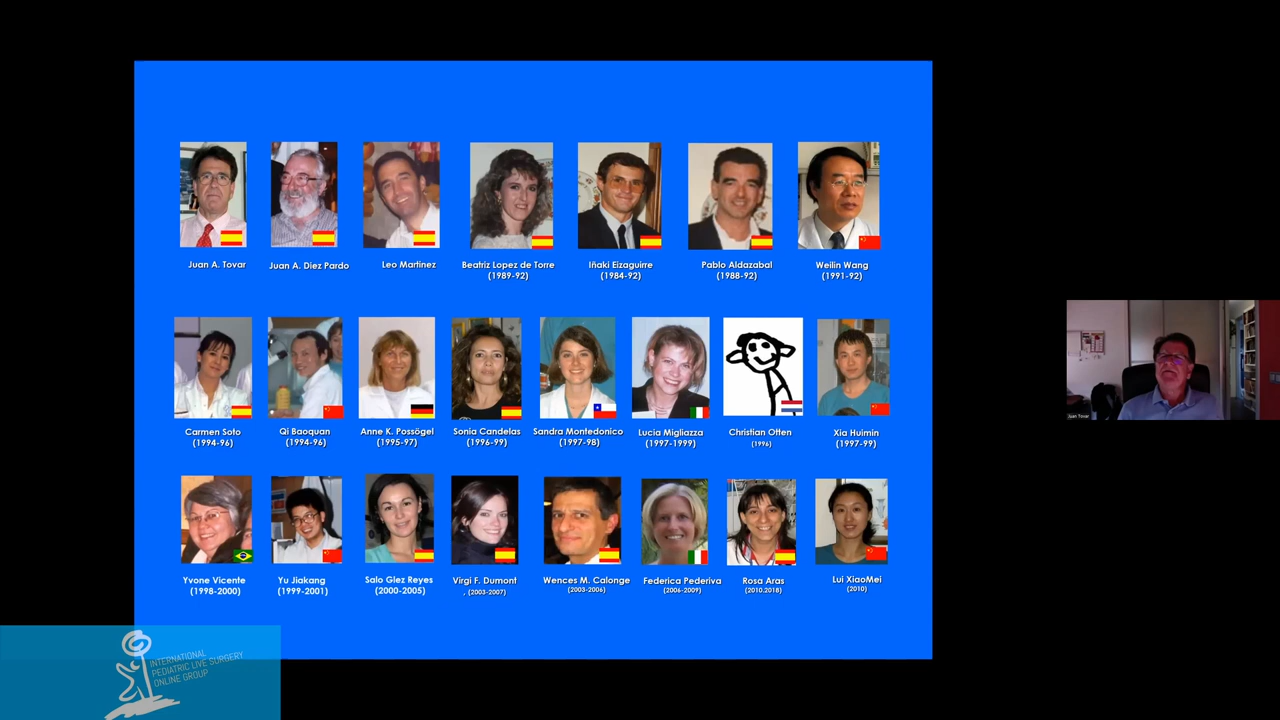 Juan A. Tovar
Juan A. Diez Pardo
Leo Martinez
Beatriz Lopez de Torre
(1989-92)
Iñaki Eizaguirre
(1984-92)
Pablo Aldazabal
(1988-92)
Weilin Wang
(1991-92)
Carmen Soto
(1994-96)
Qi Baoquan
(1994-96)
Anne K. Possögel
(1995-97)
Sonia Candelas
(1996-99)
Sandra Montedonico
(1997-98)
Lucia Migliazza
(1997-1999)
Christian Otten
(1996)
Xia Huimin
(1997-99)
Yvone Vicente
(1998-2000)
Yu Jiakang
(1999-2001)
Salo Glez Reyes
(2000-2005)
Virgi F. Dumont
, (2003-2007)
Wences M. Calonge
(2003-2006)
Federica Pederiva
(2006-2009)
Rosa Aras
(2010.2018)
Lui XiaoMei
(2010)
Juan Tovar
INTERNATIONAL
PEDIATRIC LIVE SURGERY
ONLINE GROUP